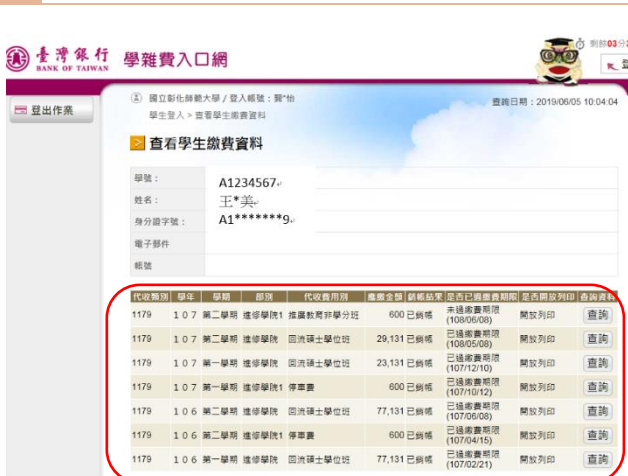 臺灣銀行 學雜費入口網
BANK OF TAIWAN
剩餘03分
登出作業
國立彰化師範大學 / 登入帳號：龔*怡
學生登入 > 查看學生繳費資料
查詢日期：2019/06/05 10:04:04
查看學生繳費資料
學號： A1234567
姓名： 王*美
身分證字號： A1*******9
電子郵件
帳號
代收類別 學年 學期 部別 代收費用別 應繳金額 銷帳結果 是否已過繳費期限 是否開放列印 查詢資料
1179 107 第二學期 進修學院1 推廣教育非學分班 600 已銷帳 未過繳費期限 (108/06/08) 開放列印 查詢
1179 107 第二學期 進修學院 回流碩士學位班 29,131 已銷帳 已過繳費期限 (108/05/08) 開放列印 查詢
1179 107 第一學期 進修學院 回流碩士學位班 23,131 已銷帳 已過繳費期限 (107/12/10) 開放列印 查詢
1179 107 第一學期 進修學院1 停車費 600 已銷帳 已過繳費期限 (107/10/12) 開放列印 查詢
1179 106 第二學期 進修學院 回流碩士學位班 77,131 已銷帳 已過繳費期限 (107/06/08) 開放列印 查詢
1179 106 第二學期 進修學院1 停車費 600 已銷帳 已過繳費期限 (107/04/15) 開放列印 查詢
1179 106 第一學期 進修學院 回流碩士學位班 77,131 已銷帳 已過繳費期限 (107/02/21) 開放列印 查詢